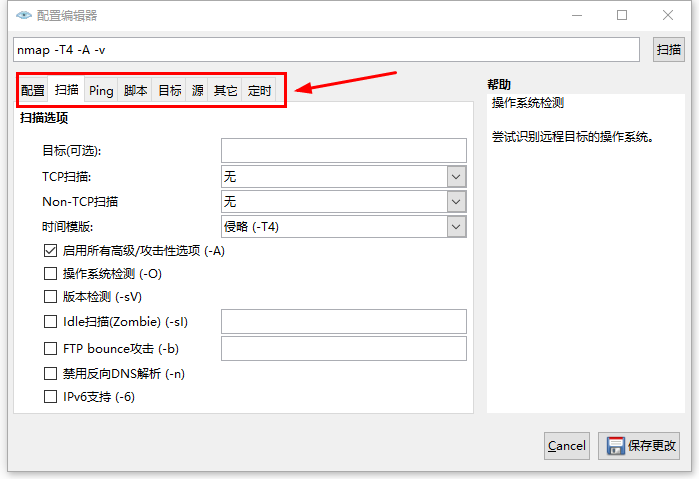 配置编辑器
nmap -T4 -A -v
扫描
配置 扫描 Ping 脚本 目标 源 其它 定时
扫描选项
目标(可选):
TCP扫描: 无
Non-TCP扫描 无
时间模版: 侵略 (-T4)
启用所有高级/攻击性选项 (-A)
操作系统检测 (-O)
版本检测 (-sV)
Idle扫描(Zombie) (-sI)
FTP bounce攻击 (-b)
禁用反向DNS解析 (-n)
IPv6支持 (-6)
帮助
操作系统检测
尝试识别远程目标的操作系统。
Cancel 保存更改